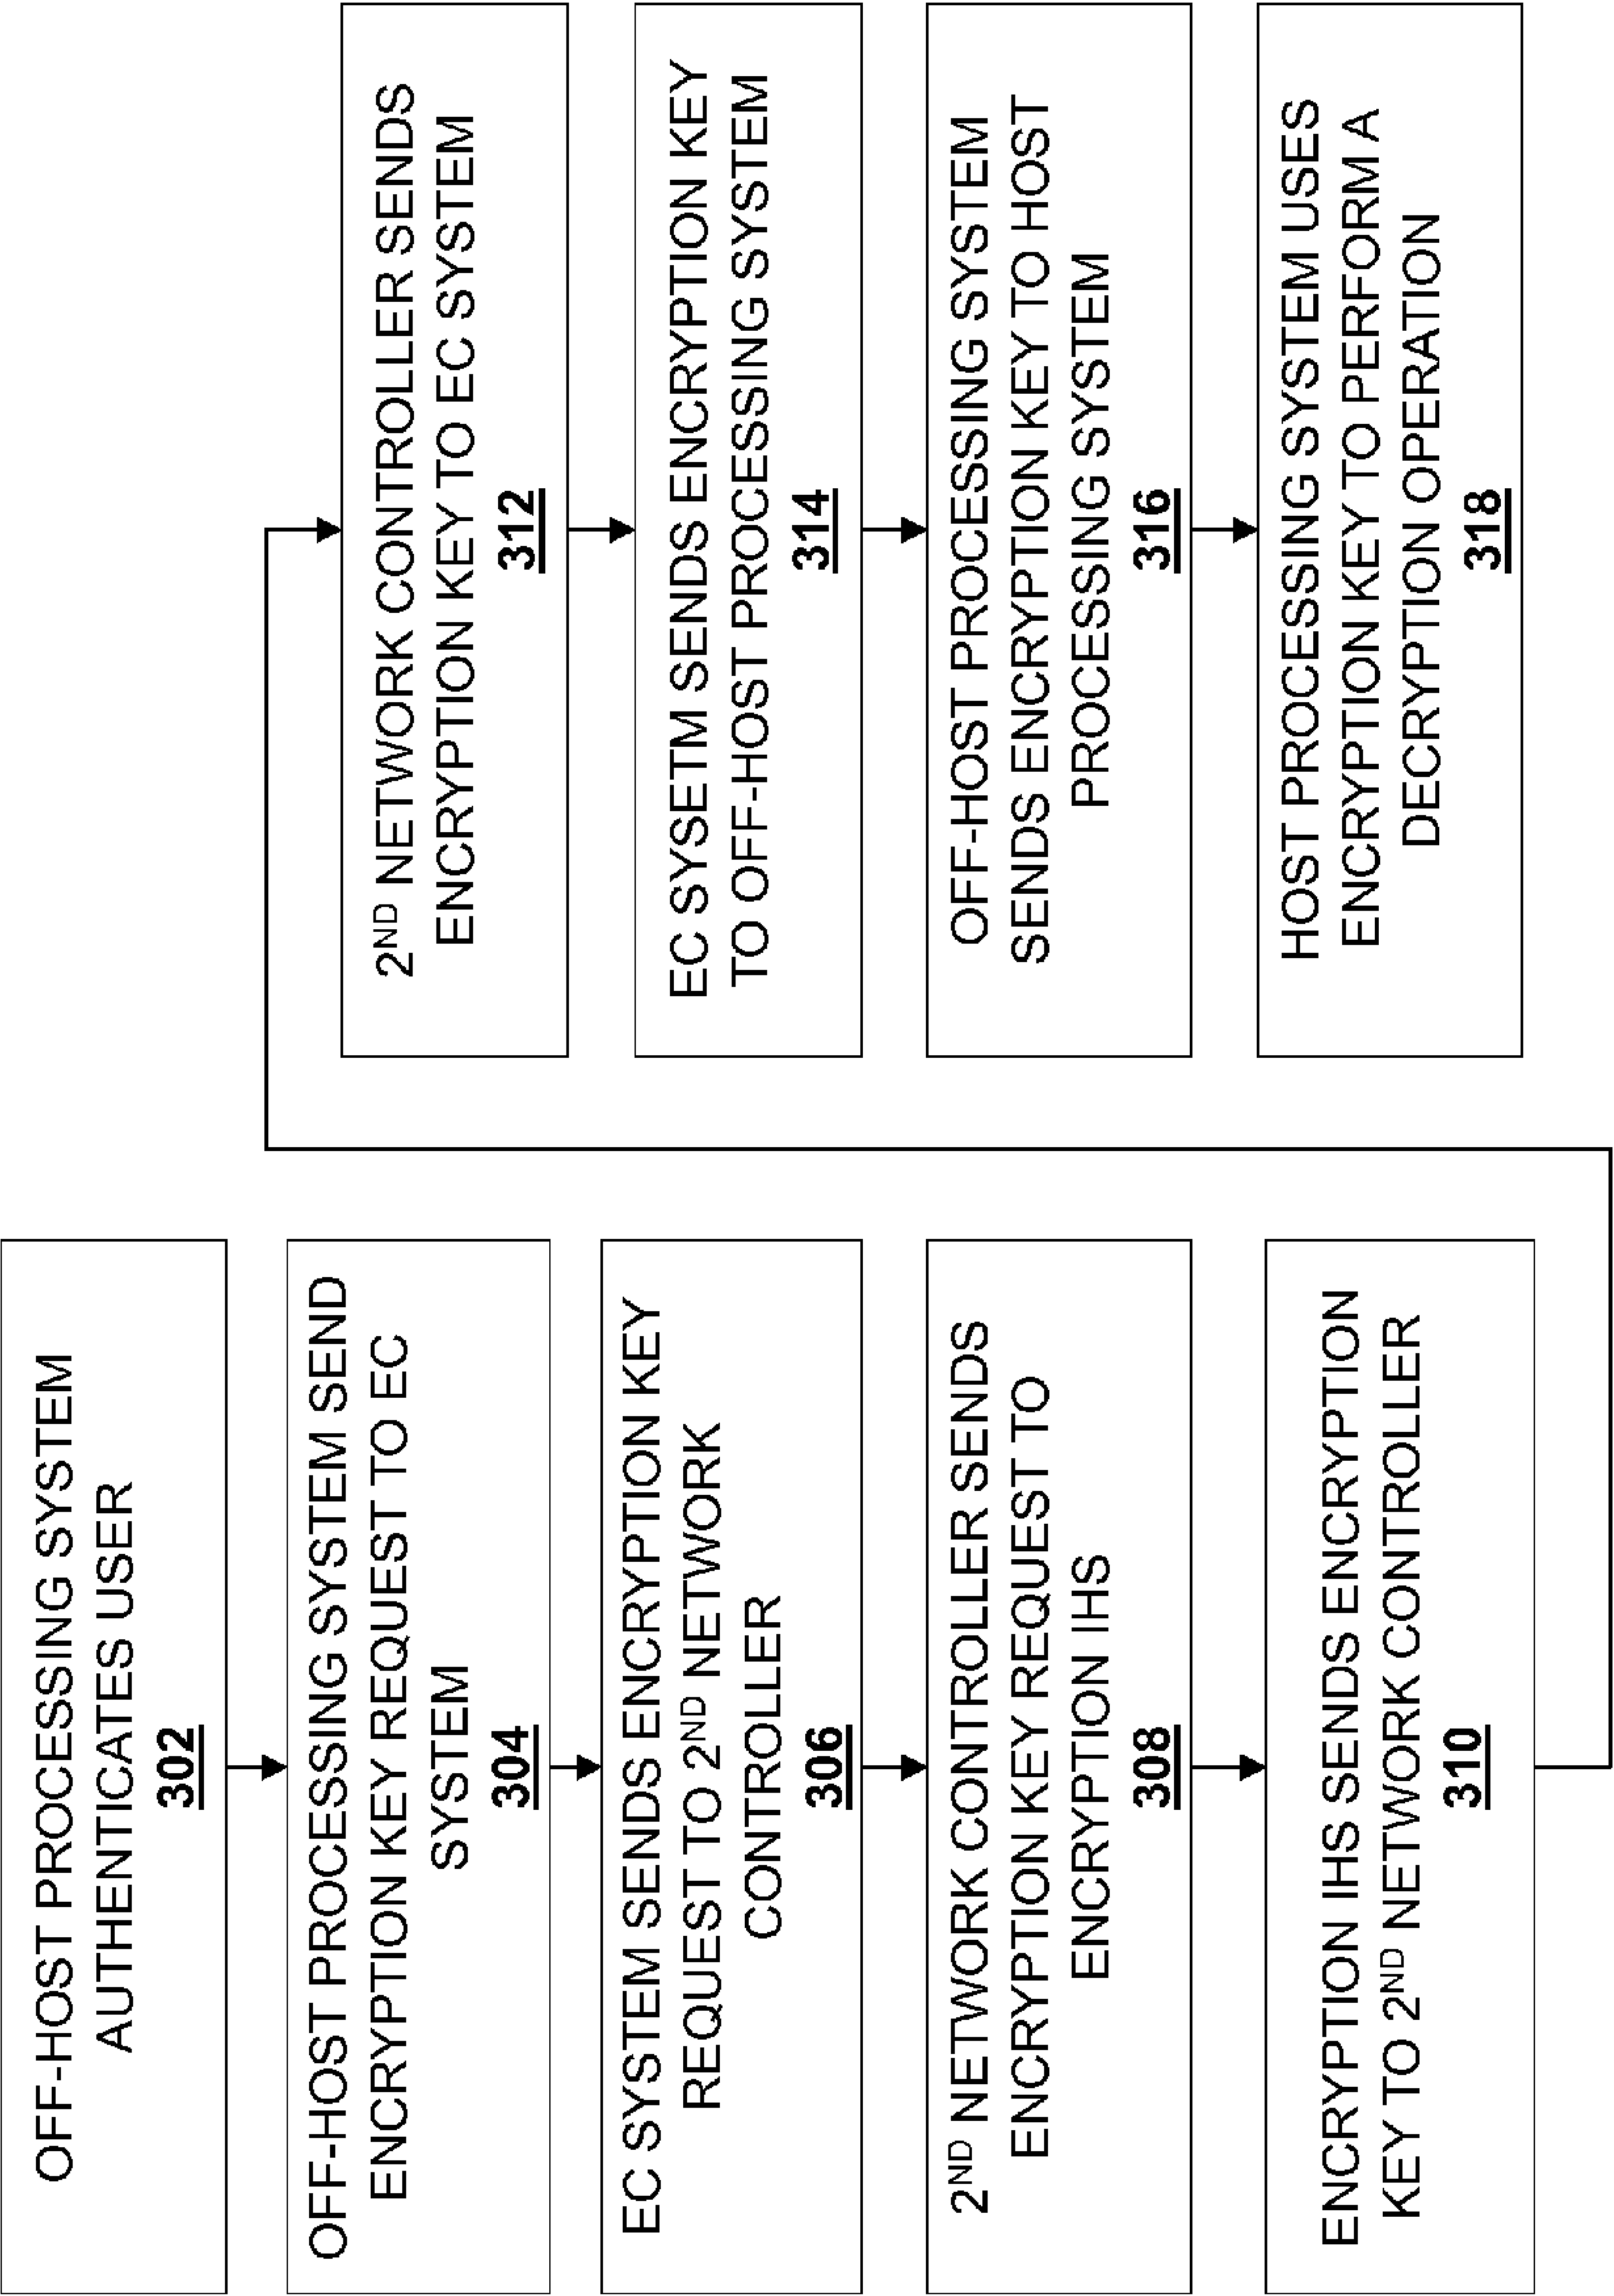 OFF-HOST PROCESSING SYSTEM
AUTHENTICATES USER
302
OFF-HOST PROCESSING SYSTEM SEND
ENCRYPTION KEY REQUEST TO EC
SYSTEM
304
EC SYSTEM SENDS ENCRYPTION KEY
REQUEST TO 2ND NETWORK
CONTROLLER
306
2ND NETWORK CONTROLLER SENDS
ENCRYPTION KEY REQUEST TO
ENCRYPTION IHS
308
ENCRYPTION IHS SENDS ENCRYPTION
KEY TO 2ND NETWORK CONTROLLER
310
2ND NETWORK CONTROLLER SENDS
ENCRYPTION KEY TO EC SYSTEM
312
EC SYSETM SENDS ENCRYPTION KEY
TO OFF-HOST PROCESSING SYSTEM
314
OFF-HOST PROCESSING SYSTEM
SENDS ENCRYPTION KEY TO HOST
PROCESSING SYSTEM
316
HOST PROCESSING SYSTEM USES
ENCRYPTION KEY TO PERFORM A
DECRYPTION OPERATION
318